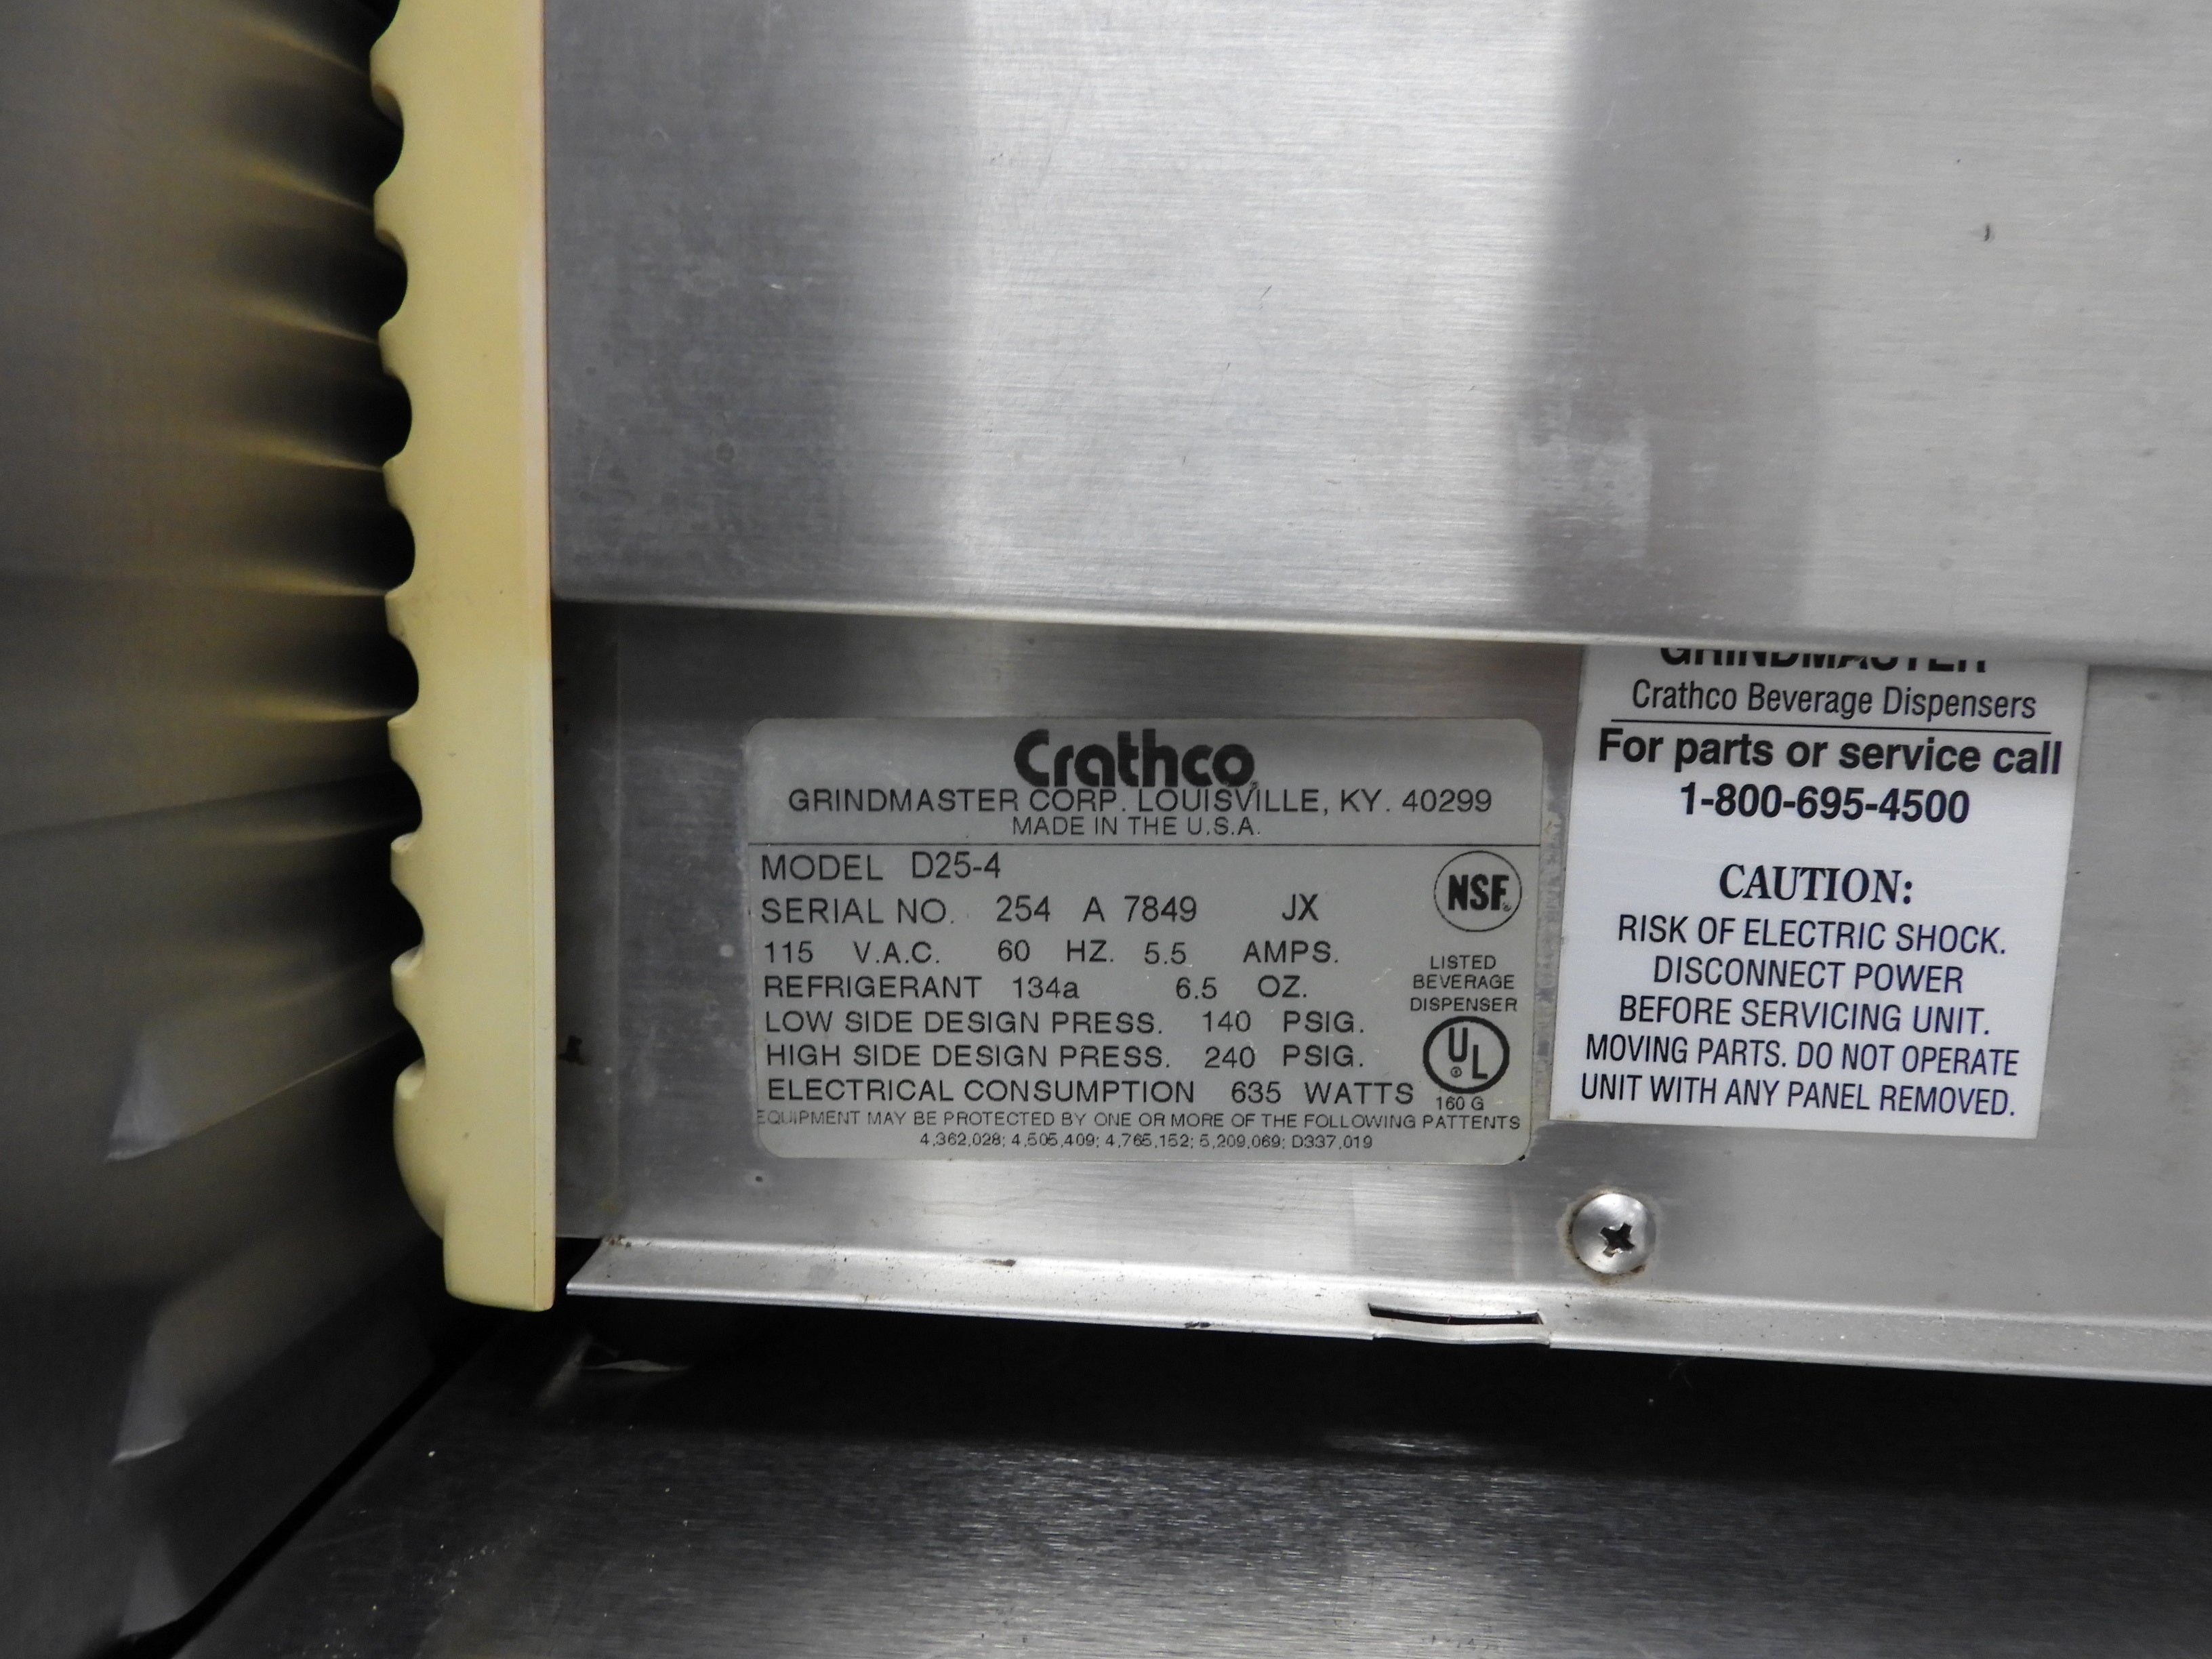 Crathco
GRINDMASTER CORP. LOUISVILLE, KY. 40299
MADE IN THE U.S.A.
MODEL D25-4
SERIAL NO. 254 A 7849 JX
115 V.A.C. 60 HZ. 5.5 AMPS.
REFRIGERANT 134a 6.5 OZ.
LOW SIDE DESIGN PRESS. 140 PSIG.
HIGH SIDE DESIGN PRESS. 240 PSIG.
ELECTRICAL CONSUMPTION 635 WATTS
EQUIPMENT MAY BE PROTECTED BY ONE OR MORE OF THE FOLLOWING PATTENTS
4,362,028; 4,505,409; 4,765,152; 5,209,069; D337,019
NSF®
LISTED
BEVERAGE
DISPENSER
UL®
160 G
GRINDMASTER
Crathco Beverage Dispensers
For parts or service call
1-800-695-4500
CAUTION:
RISK OF ELECTRIC SHOCK.
DISCONNECT POWER
BEFORE SERVICING UNIT.
MOVING PARTS. DO NOT OPERATE
UNIT WITH ANY PANEL REMOVED.